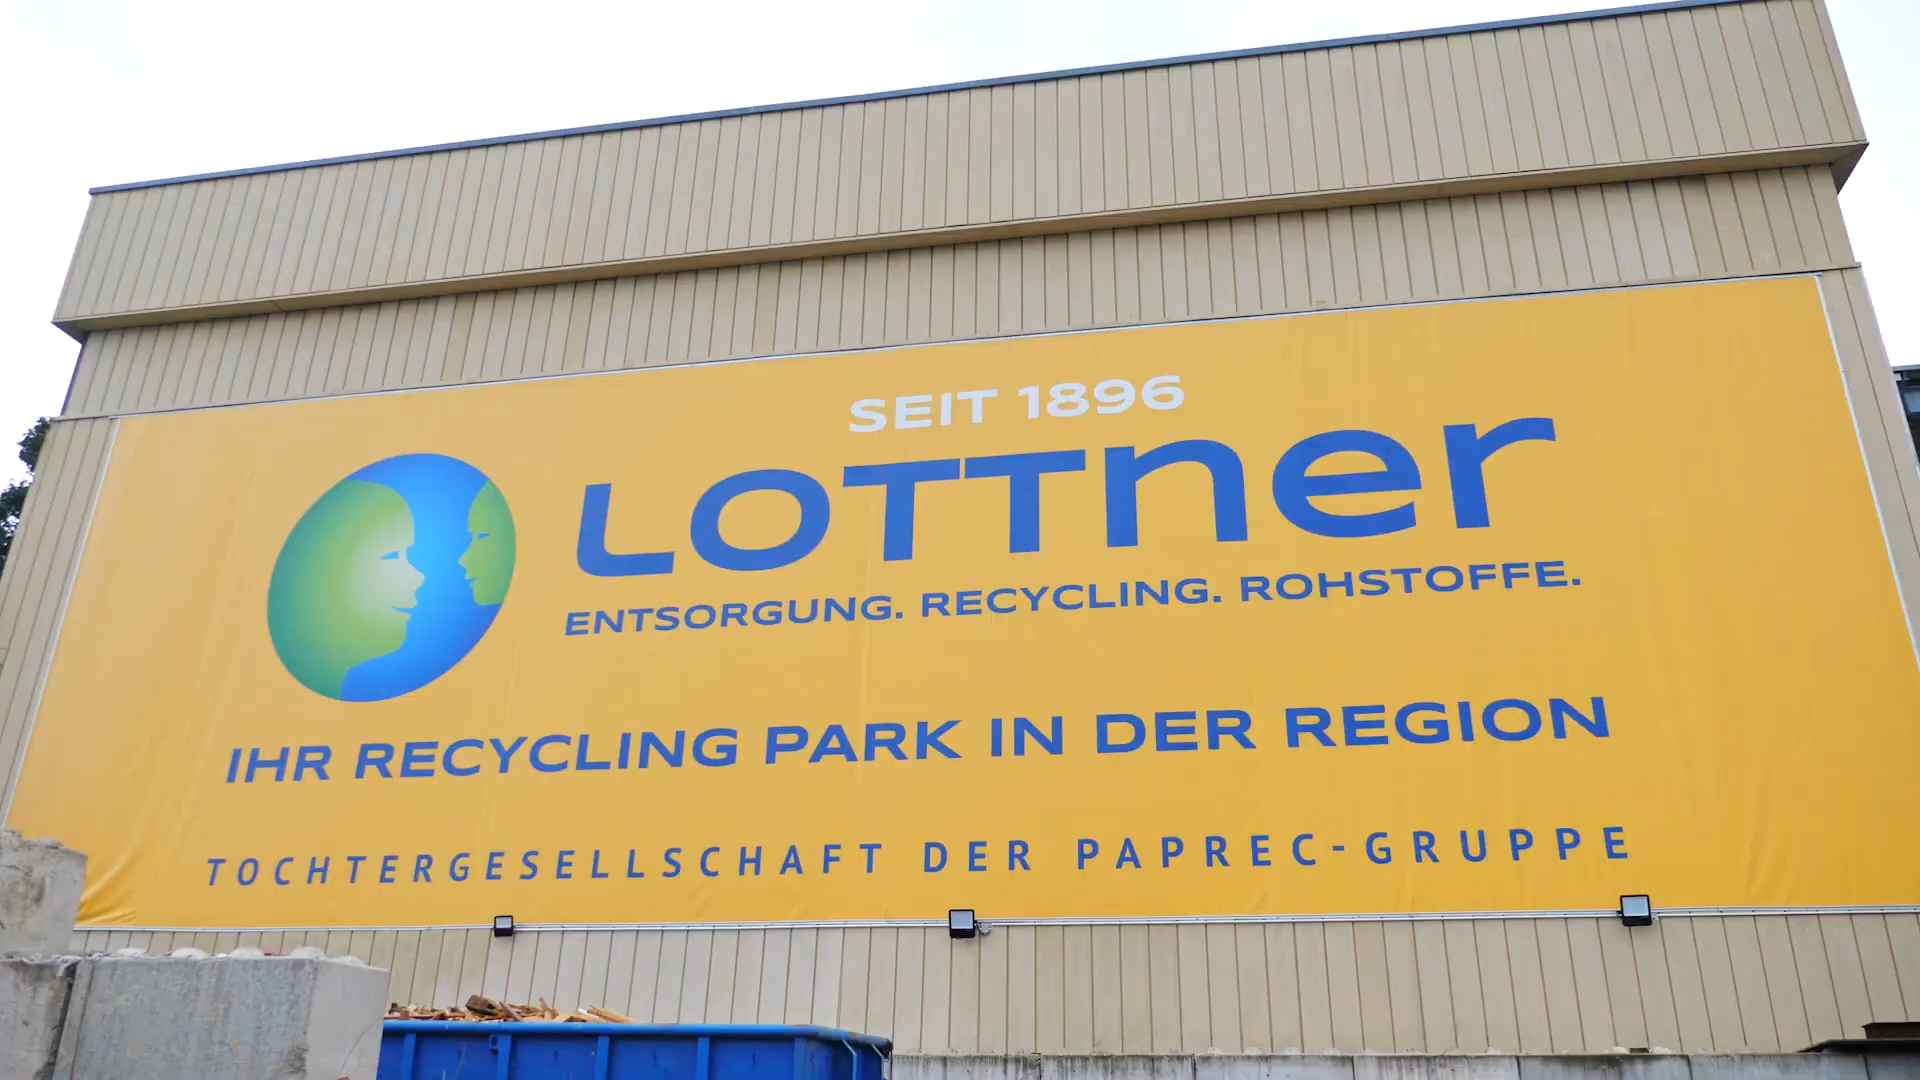 SEIT 1896
LOTTner
ENTSORGUNG. RECYCLING. ROHSTOFFE.
IHR RECYCLING PARK IN DER REGION
TOCHTERGESELLSCHAFT DER PAPREC-GRUPPE